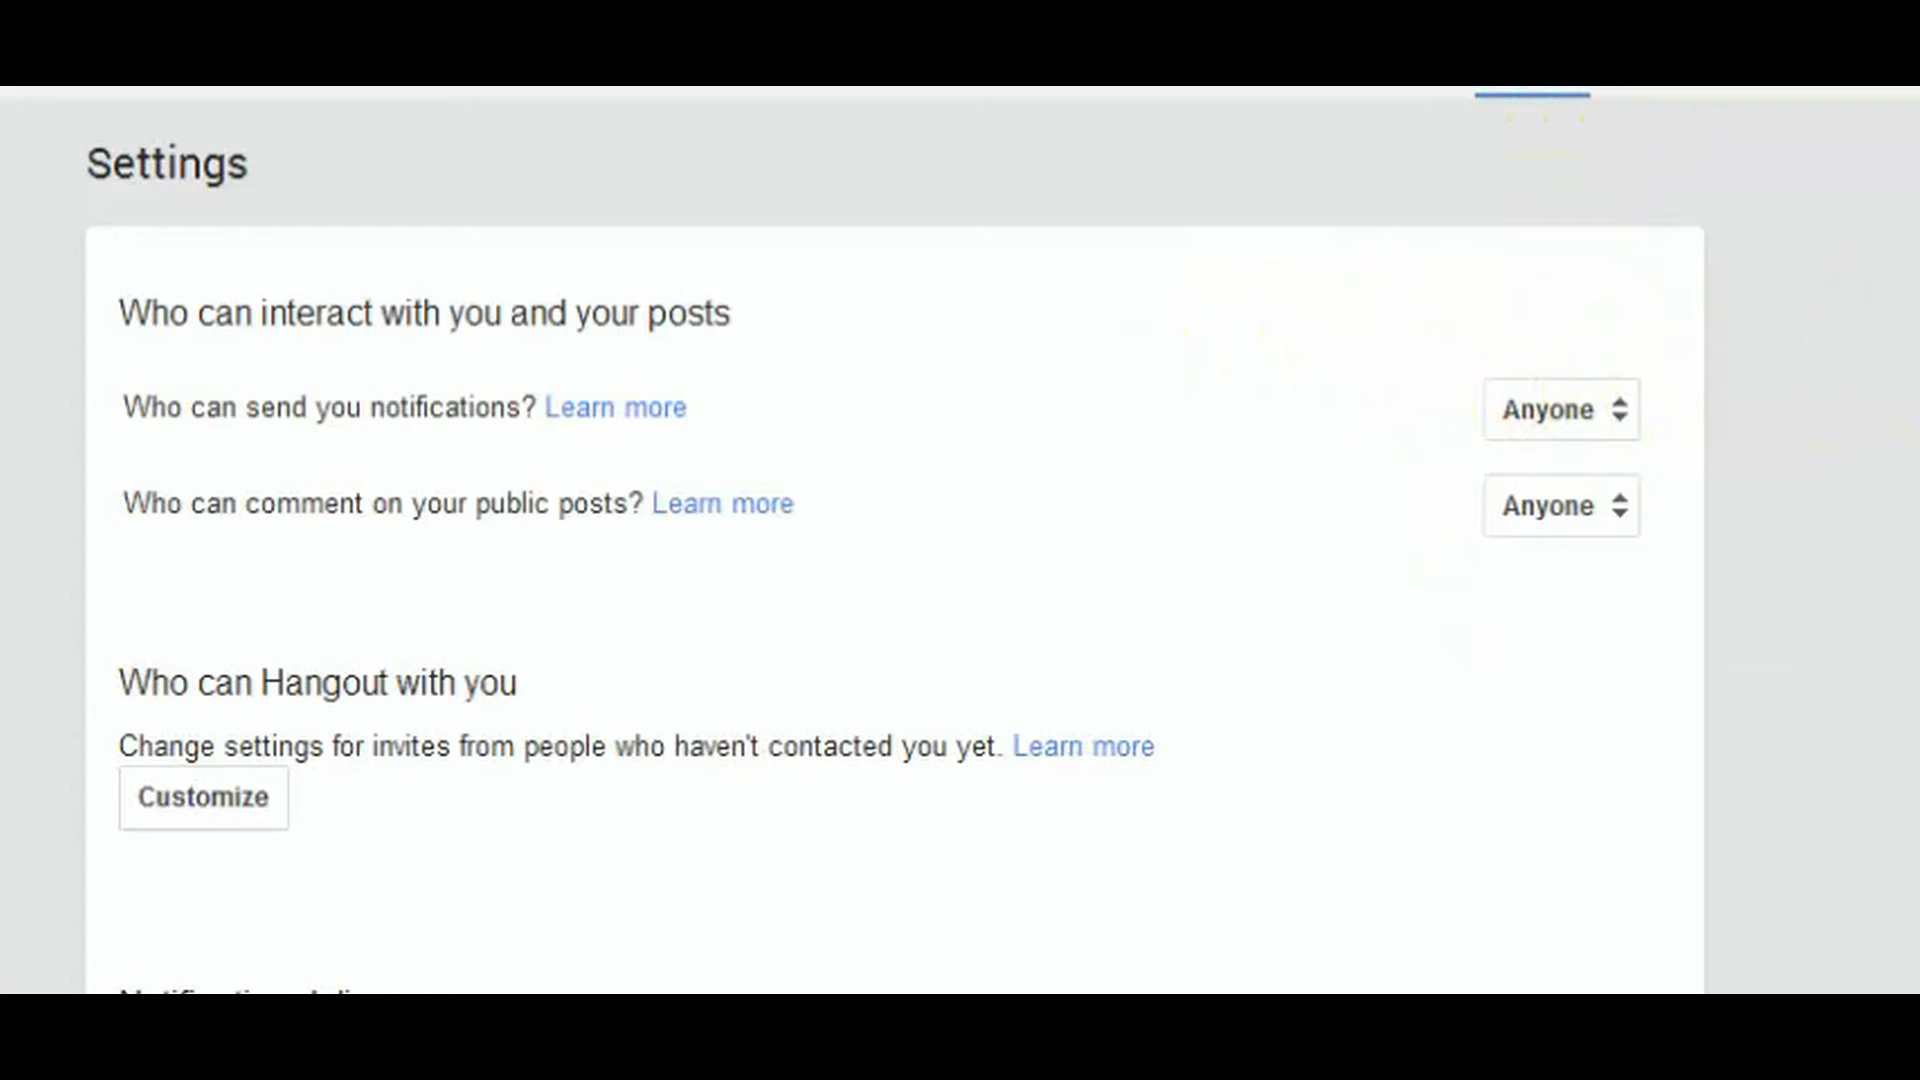 Settings
Who can interact with you and your posts
Who can send you notifications? Learn more
Anyone
Who can comment on your public posts? Learn more
Anyone
Who can Hangout with you
Change settings for invites from people who haven't contacted you yet. Learn more
Customize